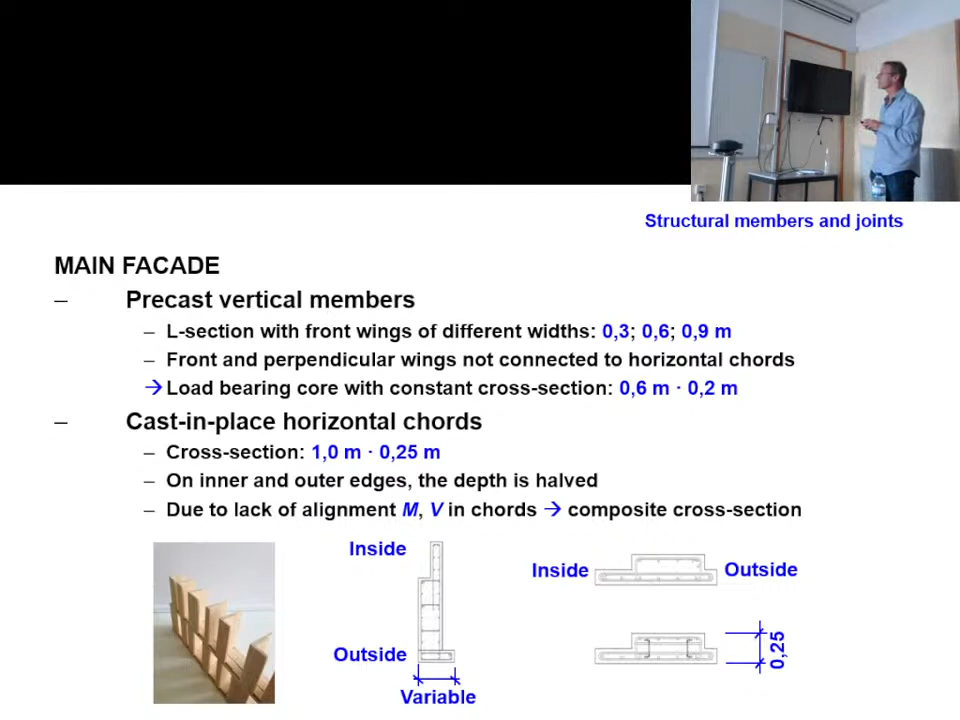 Structural members and joints
MAIN FACADE
– Precast vertical members
– L-section with front wings of different widths: 0,3; 0,6; 0,9 m
– Front and perpendicular wings not connected to horizontal chords
→ Load bearing core with constant cross-section: 0,6 m · 0,2 m
– Cast-in-place horizontal chords
– Cross-section: 1,0 m · 0,25 m
– On inner and outer edges, the depth is halved
– Due to lack of alignment M, V in chords → composite cross-section
Inside
Outside
Variable
Inside
Outside
0,25